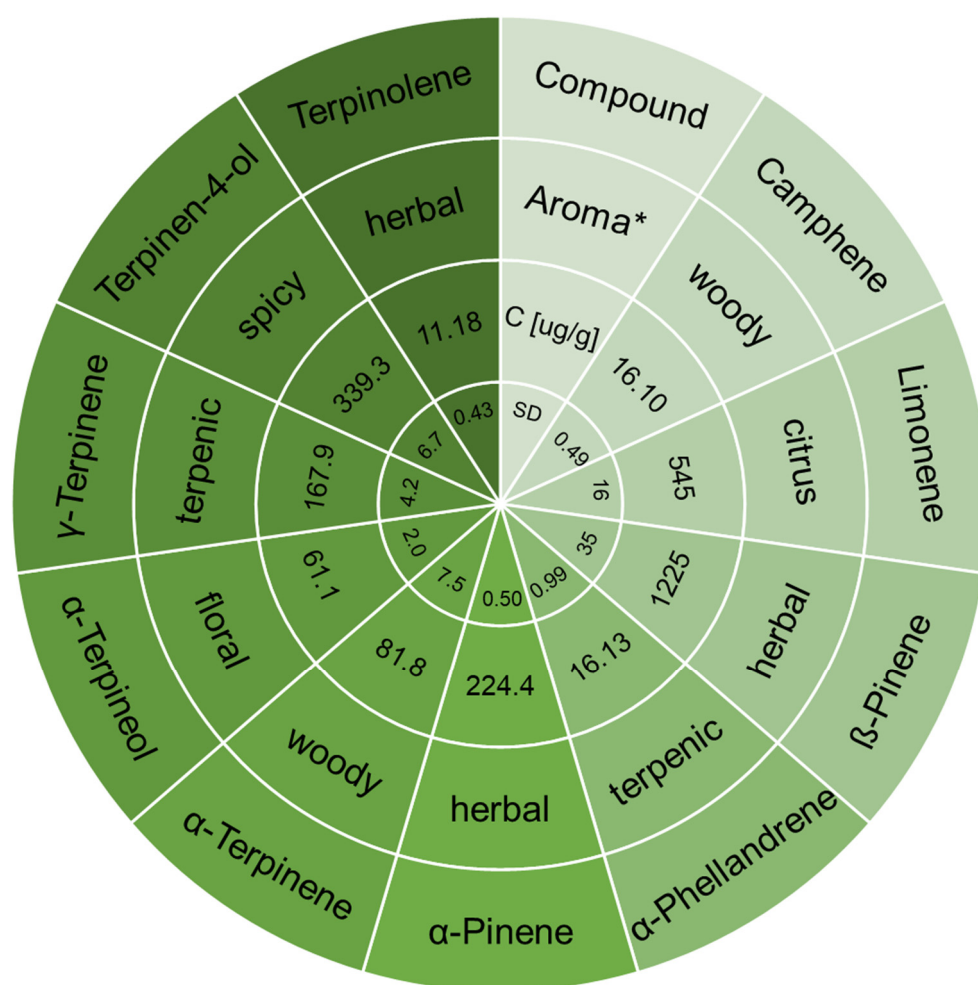 Compound
Aroma*
C [ug/g]
SD
Camphene
woody
16.10
0.49
Limonene
citrus
545
16
ß-Pinene
herbal
1225
35
α-Phellandrene
terpenic
16.13
0.99
α-Pinene
herbal
224.4
0.50
α-Terpinene
woody
81.8
7.5
α-Terpineol
floral
61.1
2.0
γ-Terpinene
terpenic
167.9
4.2
Terpinen-4-ol
spicy
339.3
6.7
Terpinolene
herbal
11.18
0.43